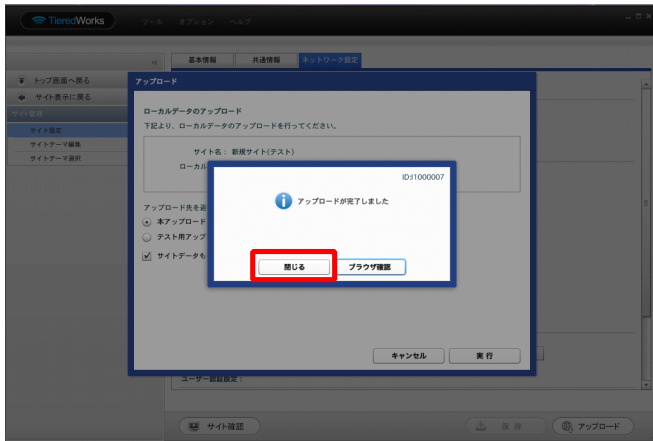 TieredWorks ツール オプション ヘルプ
基本情報 共通情報 ネットワーク設定
トップ画面へ戻る
サイト表示に戻る
サイト管理
サイト設定
サイトテーマ編集
サイトテーマ選択
アップロード
ローカルデータのアップロード
下記より、ローカルデータのアップロードを行ってください。
サイト名： 新規サイト(テスト)
ローカル
アップロード先を選
本アップロード
テスト用アップ
サイトデータも
ID:I1000007
アップロードが完了しました
閉じる ブラウザ確認
キャンセル 実行
ユーザー認証設定：
サイト確認 保存 アップロード